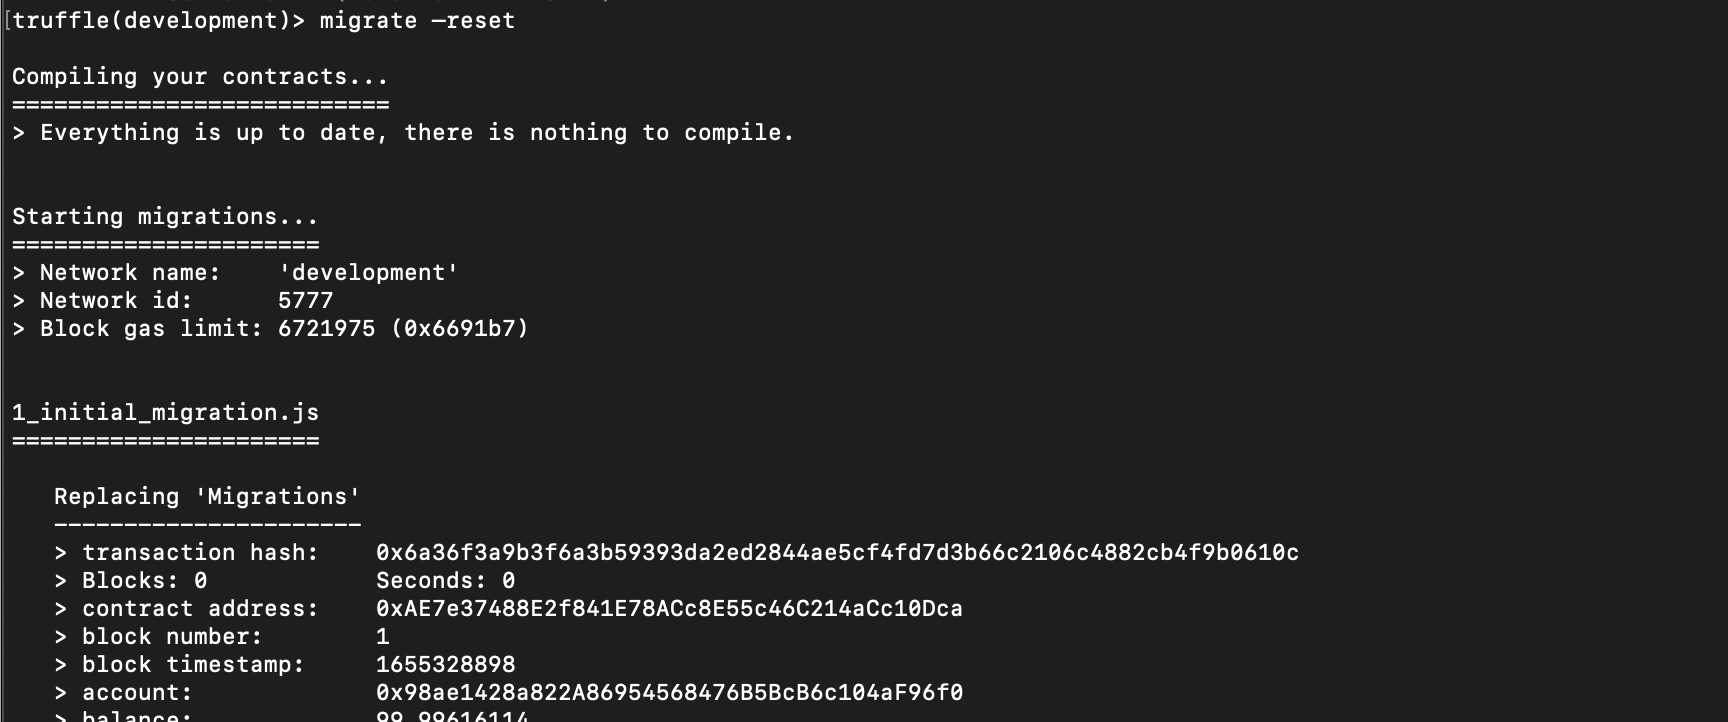 [truffle(development)> migrate —reset
Compiling your contracts...
===========================
> Everything is up to date, there is nothing to compile.
Starting migrations...
======================
> Network name:    'development'
> Network id:      5777
> Block gas limit: 6721975 (0x6691b7)
1_initial_migration.js
======================
   Replacing 'Migrations'
   ----------------------
   > transaction hash:    0x6a36f3a9b3f6a3b59393da2ed2844ae5cf4fd7d3b66c2106c4882cb4f9b0610c
   > Blocks: 0            Seconds: 0
   > contract address:    0xAE7e37488E2f841E78ACc8E55c46C214aCc10Dca
   > block number:        1
   > block timestamp:     1655328898
   > account:             0x98ae1428a822A86954568476B5BcB6c104aF96f0
   > balance:             99.99616114